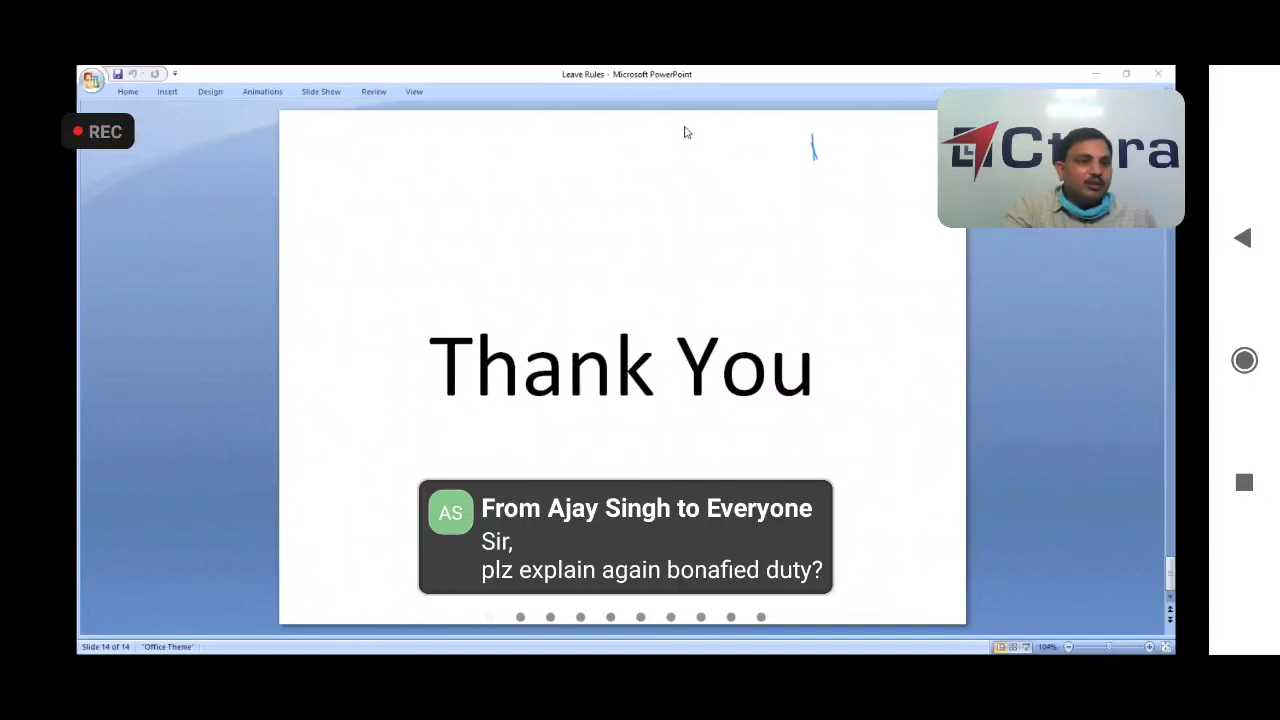 Leave Rules - Microsoft PowerPoint
Home Insert Design Animations Slide Show Review View
REC
Thank You
AS
From Ajay Singh to Everyone
Sir,
plz explain again bonafied duty?
Slide 14 of 14 "Office Theme" 104%